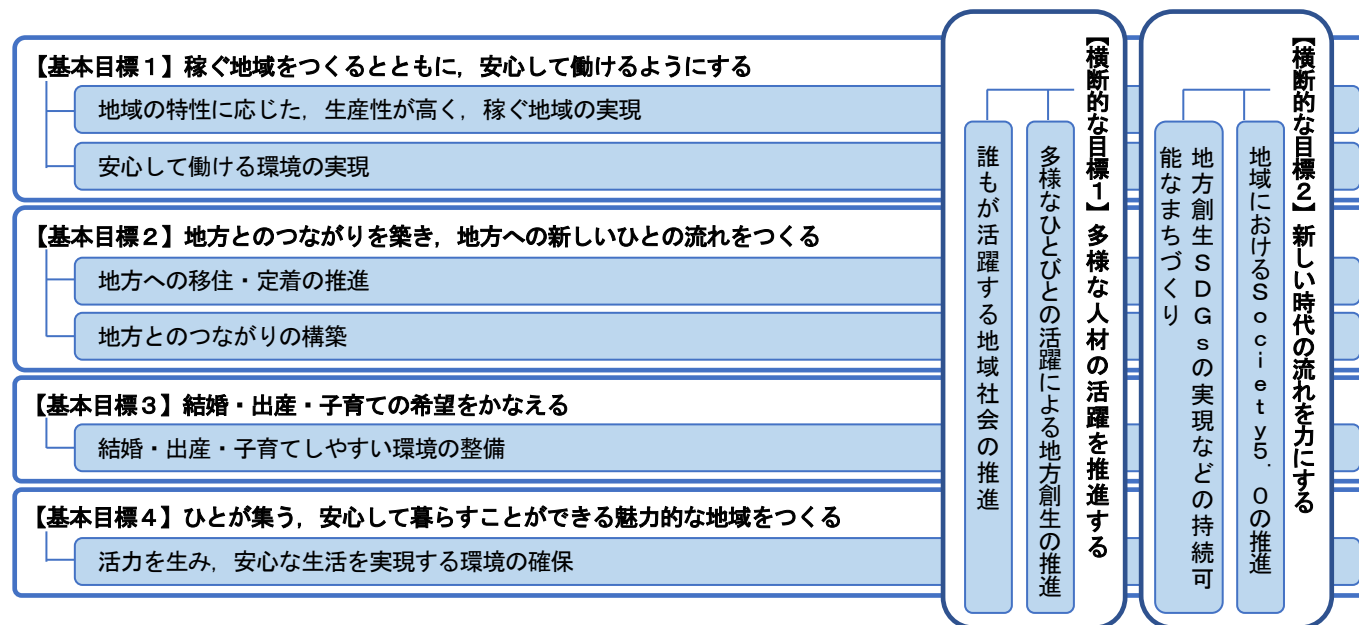 【基本目標１】稼ぐ地域をつくるとともに，安心して働けるようにする
地域の特性に応じた，生産性が高く，稼ぐ地域の実現
安心して働ける環境の実現
【基本目標２】地方とのつながりを築き，地方への新しいひとの流れをつくる
地方への移住・定着の推進
地方とのつながりの構築
【基本目標３】結婚・出産・子育ての希望をかなえる
結婚・出産・子育てしやすい環境の整備
【基本目標４】ひとが集う，安心して暮らすことができる魅力的な地域をつくる
活力を生み，安心な生活を実現する環境の確保
【横断的な目標１】多様な人材の活躍を推進する
多様なひとびとの活躍による地方創生の推進
誰もが活躍する地域社会の推進
【横断的な目標２】新しい時代の流れを力にする
地域におけるＳｏｃｉｅｔｙ５．０の推進
地方創生ＳＤＧｓの実現などの持続可
能なまちづくり